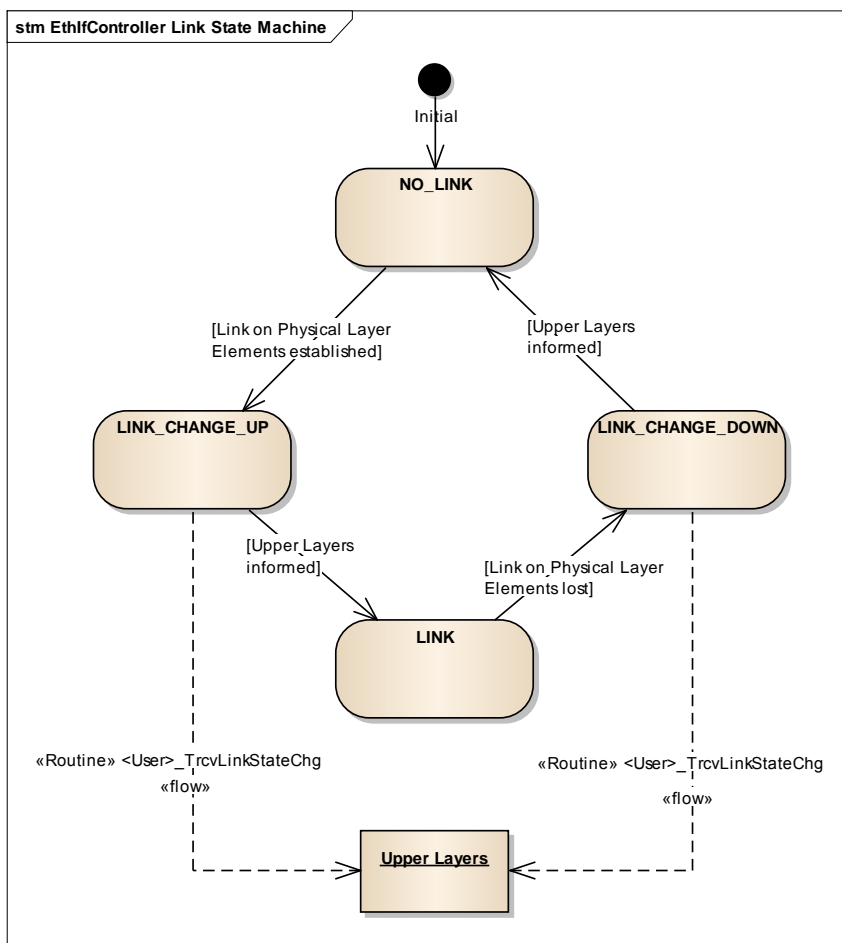 stm EthIfController Link State Machine
Initial
NO_LINK
[Link on Physical Layer
Elements established]
[Upper Layers
informed]
LINK_CHANGE_UP
LINK_CHANGE_DOWN
[Upper Layers
informed]
[Link on Physical Layer
Elements lost]
LINK
«Routine» <User>_TrcvLinkStateChg
«flow»
«Routine» <User>_TrcvLinkStateChg
«flow»
Upper Layers